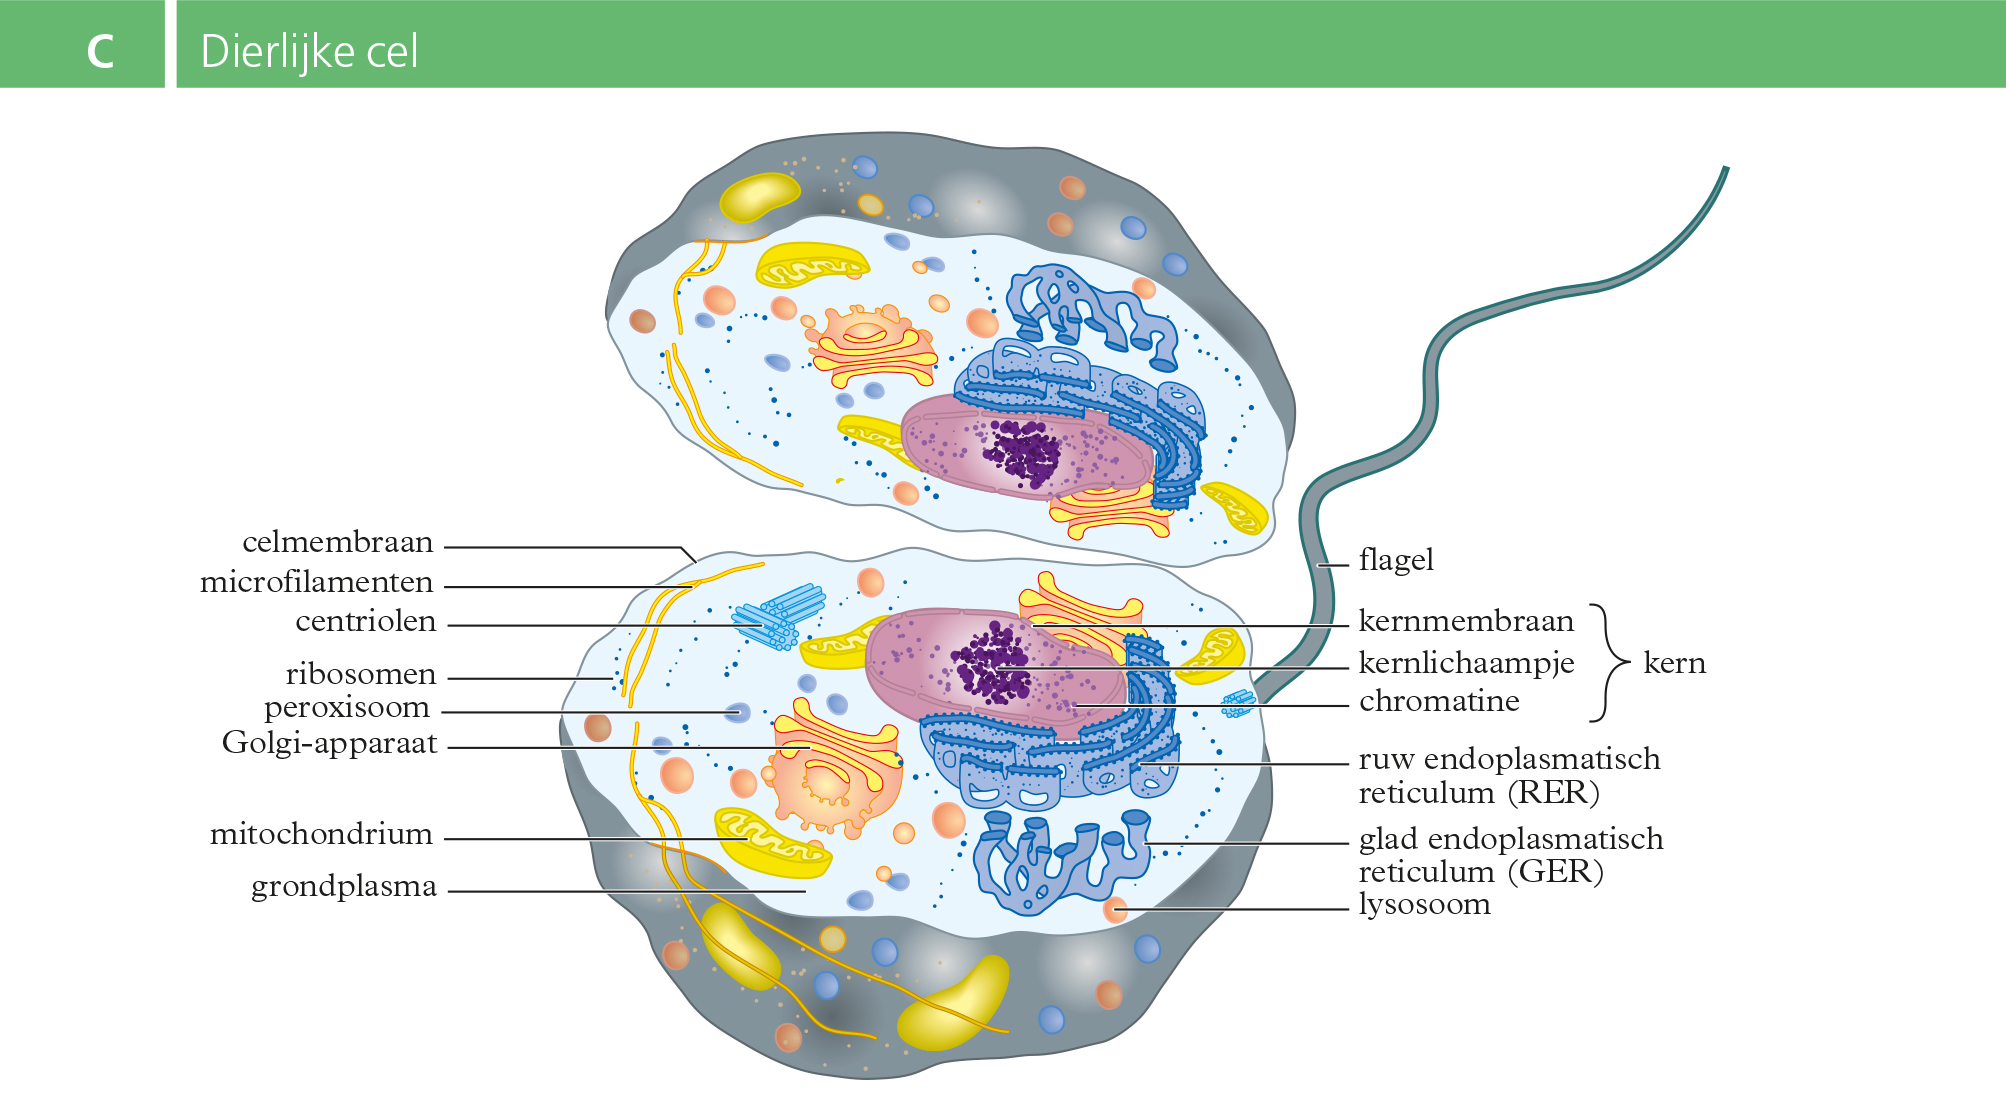 C
Dierlijke cel
celmembraan
microfilamenten
centriolen
ribosomen
peroxisoom
Golgi-apparaat
mitochondrium
grondplasma
flagel
kernmembraan
kernlichaampje
chromatine
kern
ruw endoplasmatisch
reticulum (RER)
glad endoplasmatisch
reticulum (GER)
lysosoom